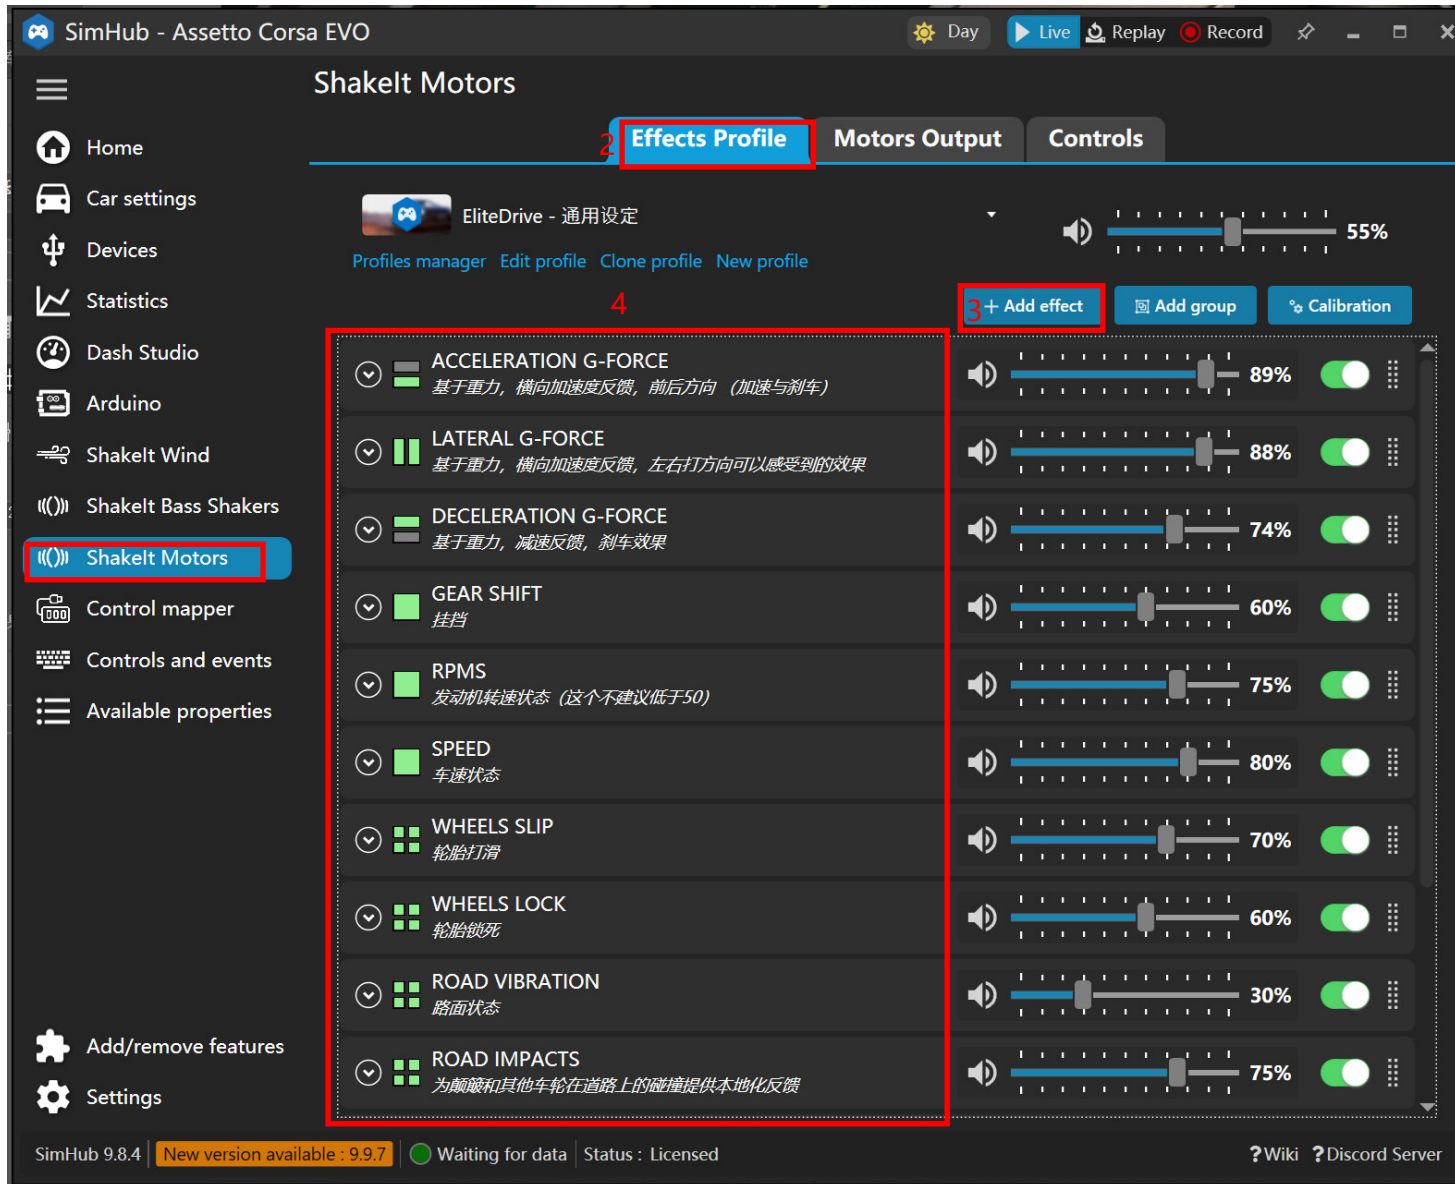 SimHub - Assetto Corsa EVO
Day
Live
Replay
Record
ShakeIt Motors
Home
Car settings
Devices
Statistics
Dash Studio
Arduino
ShakeIt Wind
ShakeIt Bass Shakers
ShakeIt Motors
Control mapper
Controls and events
Available properties
Add/remove features
Settings
2
Effects Profile
Motors Output
Controls
EliteDrive - 通用设定
55%
Profiles manager Edit profile Clone profile New profile
4
3
+ Add effect
Add group
Calibration
ACCELERATION G-FORCE
基于重力，横向加速度反馈，前后方向 （加速与刹车）
89%
LATERAL G-FORCE
基于重力，横向加速度反馈，左右打方向可以感受到的效果
88%
DECELERATION G-FORCE
基于重力，减速反馈，刹车效果
74%
GEAR SHIFT
挂挡
60%
RPMS
发动机转速状态（这个不建议低于50）
75%
SPEED
车速状态
80%
WHEELS SLIP
轮胎打滑
70%
WHEELS LOCK
轮胎锁死
60%
ROAD VIBRATION
路面状态
30%
ROAD IMPACTS
为颠簸和其他车轮在道路上的碰撞提供本地化反馈
75%
SimHub 9.8.4
New version available : 9.9.7
Waiting for data
Status : Licensed
?Wiki
?Discord Server